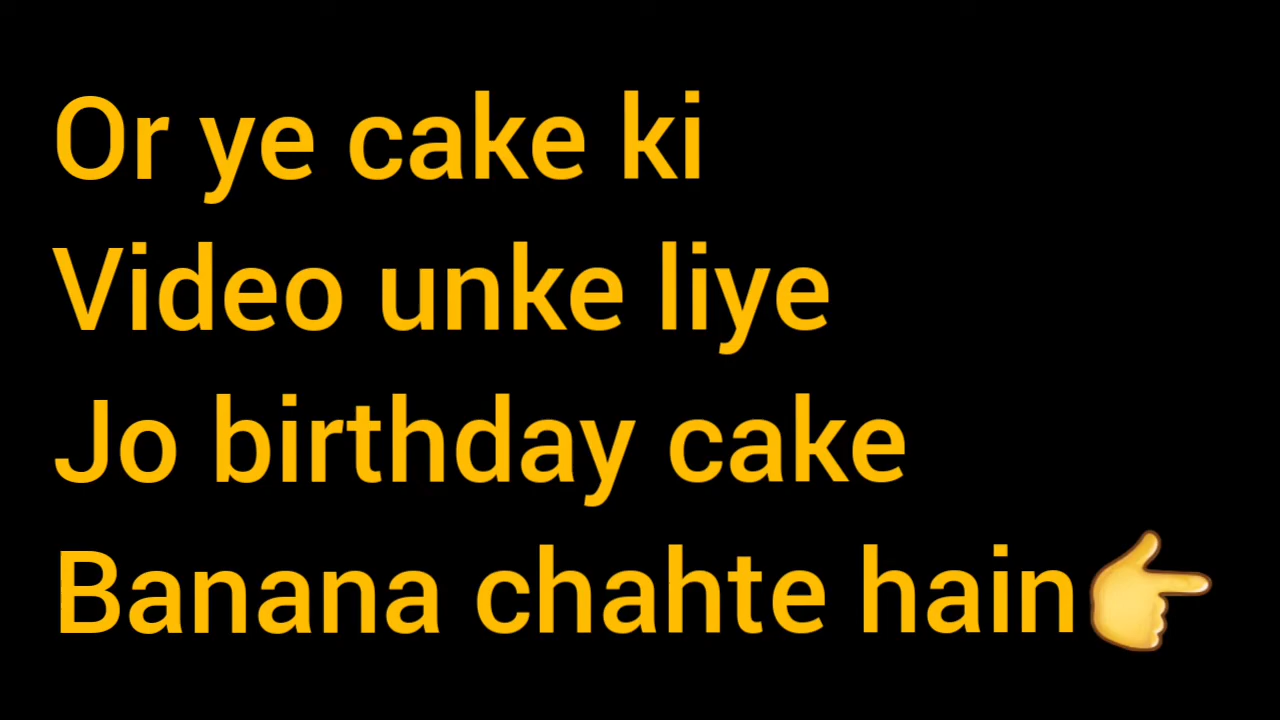 Or ye cake ki
Video unke liye
Jo birthday cake
Banana chahte hain👉